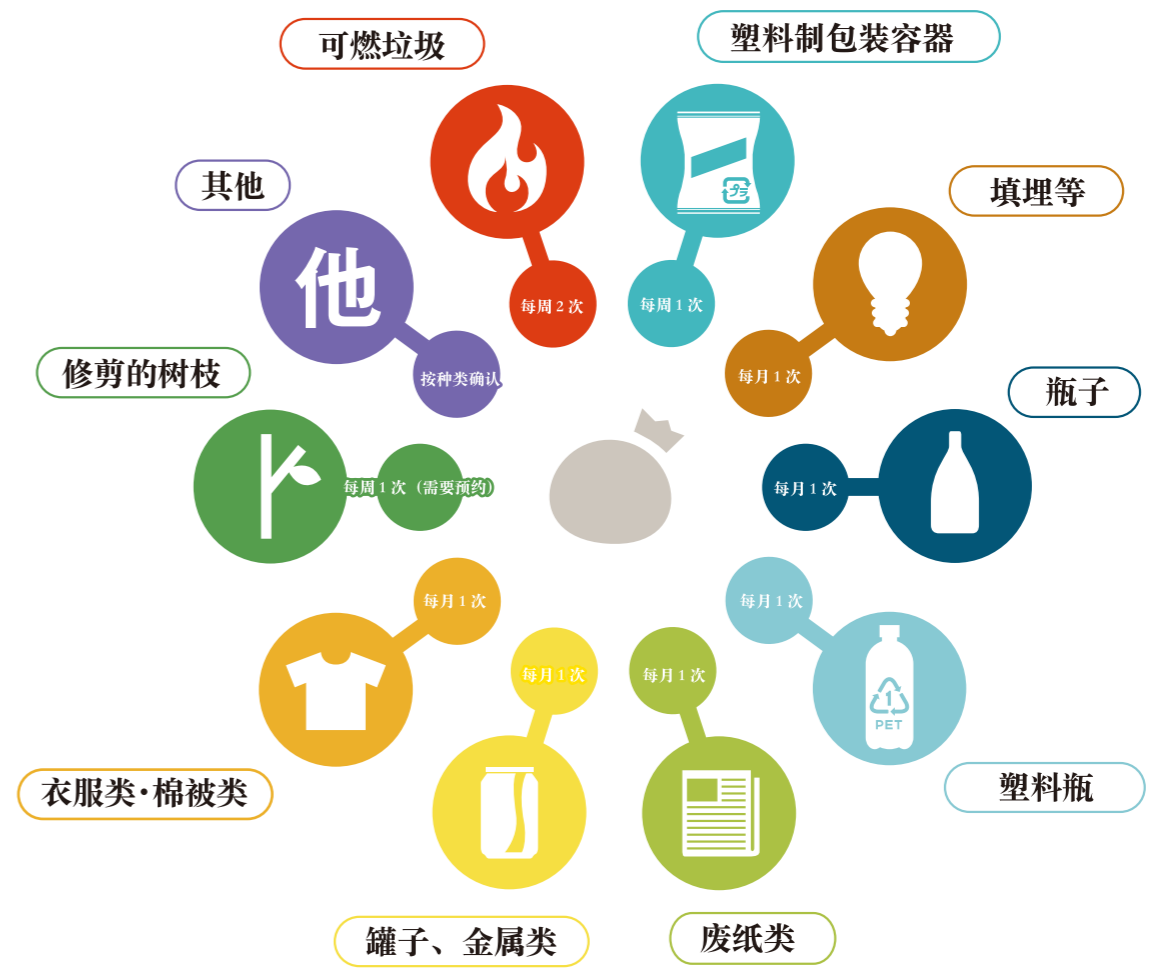 可燃垃圾
每周2次
塑料制包装容器
プラ
每周1次
填埋等
每月1次
瓶子
每月1次
塑料瓶
1
PET
每月1次
废纸类
每月1次
罐子、金属类
每月1次
衣服类·棉被类
每月1次
修剪的树枝
每周1次（需要预约）
其他
他
按种类确认